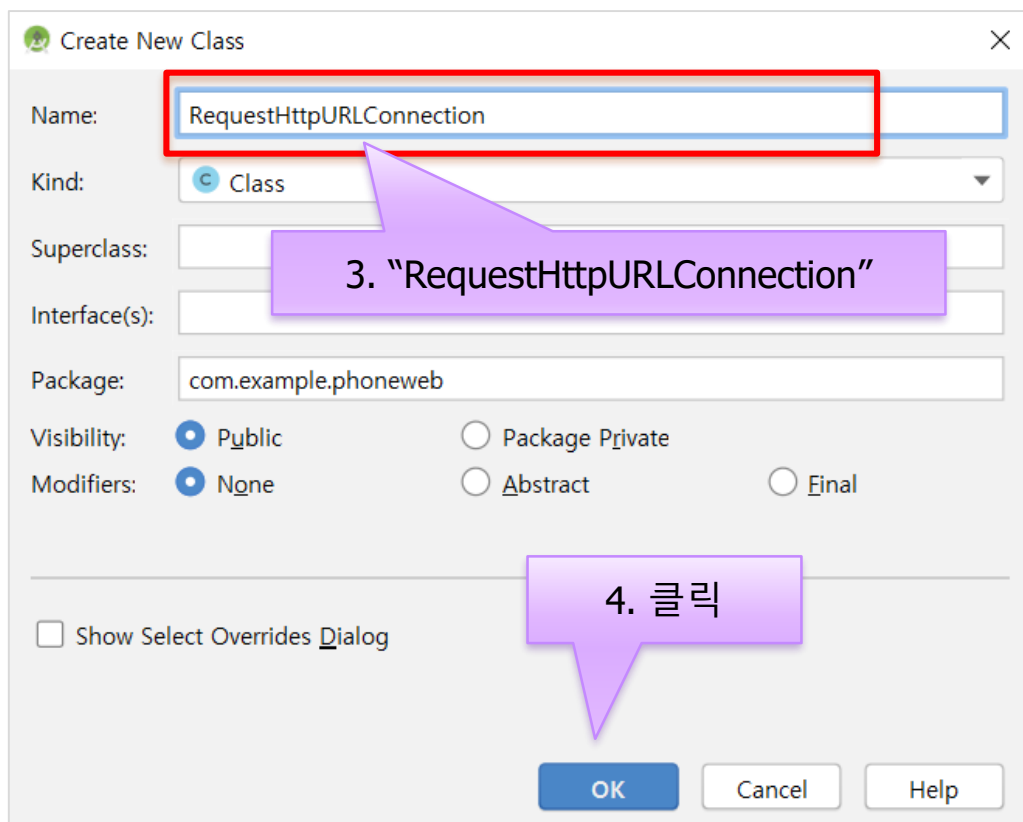 Create New Class
Name: RequestHttpURLConnection
Kind: C Class
Superclass:
3. “RequestHttpURLConnection”
Interface(s):
Package: com.example.phoneweb
Visibility: Public Package Private
Modifiers: None Abstract Final
4. 클릭
Show Select Overrides Dialog
OK Cancel Help